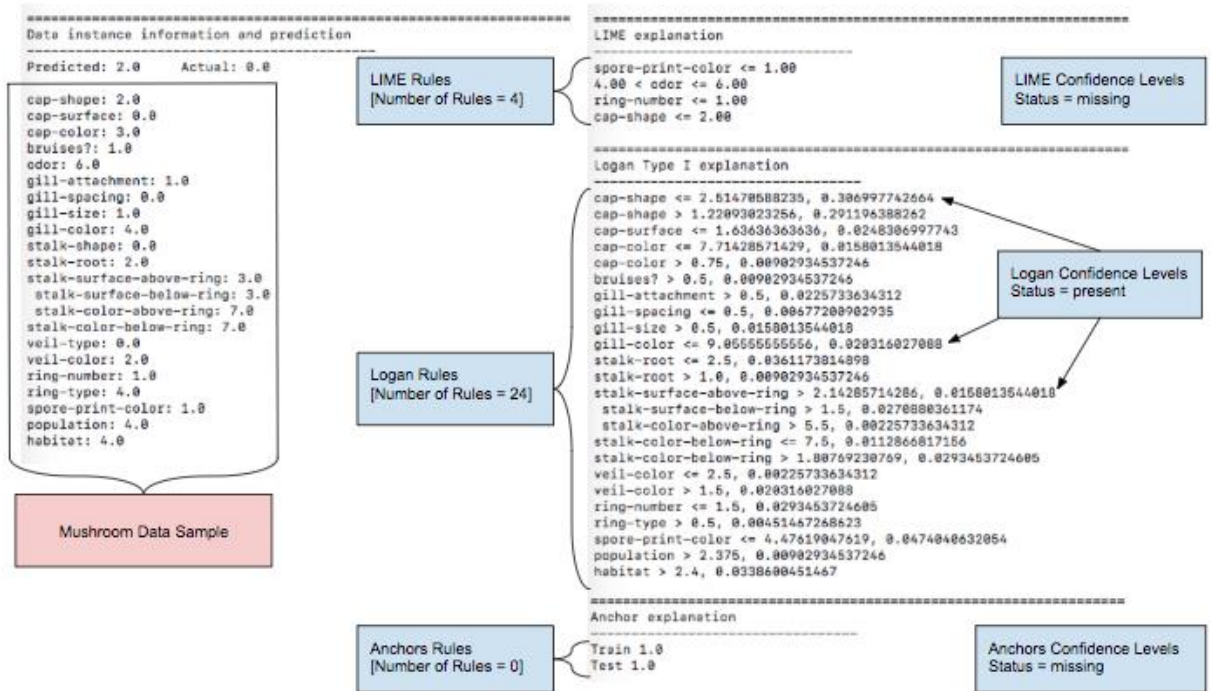 Data instance information and prediction
Predicted: 2.0 Actual: 0.0
cap-shape: 2.0
cap-surface: 0.0
cap-color: 3.0
bruises?: 1.0
odor: 6.0
gill-attachment: 1.0
gill-spacing: 0.0
gill-size: 1.0
gill-color: 4.0
stalk-shape: 0.0
stalk-root: 2.0
stalk-surface-above-ring: 3.0
stalk-surface-below-ring: 3.0
stalk-color-above-ring: 7.0
stalk-color-below-ring: 7.0
veil-type: 0.0
veil-color: 2.0
ring-number: 1.0
ring-type: 4.0
spore-print-color: 1.0
population: 4.0
habitat: 4.0
Mushroom Data Sample
LIME Rules
[Number of Rules = 4]
LIME explanation
spore-print-color <= 1.00
4.00 < odor <= 6.00
ring-number <= 1.00
cap-shape <= 2.00
LIME Confidence Levels
Status = missing
Logan Rules
[Number of Rules = 24]
Logan Type I explanation
cap-shape <= 2.51470588235, 0.306997742664
cap-shape > 1.22093023256, 0.291196388262
cap-surface <= 1.63636363636, 0.0248306997743
cap-color <= 7.71428571429, 0.0158013544018
cap-color > 0.75, 0.00902934537246
bruises? > 0.5, 0.00902934537246
gill-attachment > 0.5, 0.0225733634312
gill-spacing <= 0.5, 0.00677200902935
gill-size > 0.5, 0.0158013544018
gill-color <= 9.05555555556, 0.020316027088
stalk-root <= 2.5, 0.0361173814898
stalk-root > 1.0, 0.00902934537246
stalk-surface-above-ring > 2.14285714286, 0.0158013544018
stalk-surface-below-ring > 1.5, 0.0270880361174
stalk-color-above-ring > 5.5, 0.00225733634312
stalk-color-below-ring <= 7.5, 0.0112866817156
stalk-color-below-ring > 1.80769230769, 0.0293453724605
veil-color <= 2.5, 0.00225733634312
veil-color > 1.5, 0.020316027088
ring-number <= 1.5, 0.0293453724605
ring-type > 0.5, 0.00451467268623
spore-print-color <= 4.47619047619, 0.0474040632054
population > 2.375, 0.00902934537246
habitat > 2.4, 0.0338600451467
Logan Confidence Levels
Status = present
Anchors Rules
[Number of Rules = 0]
Anchor explanation
Train 1.0
Test 1.0
Anchors Confidence Levels
Status = missing